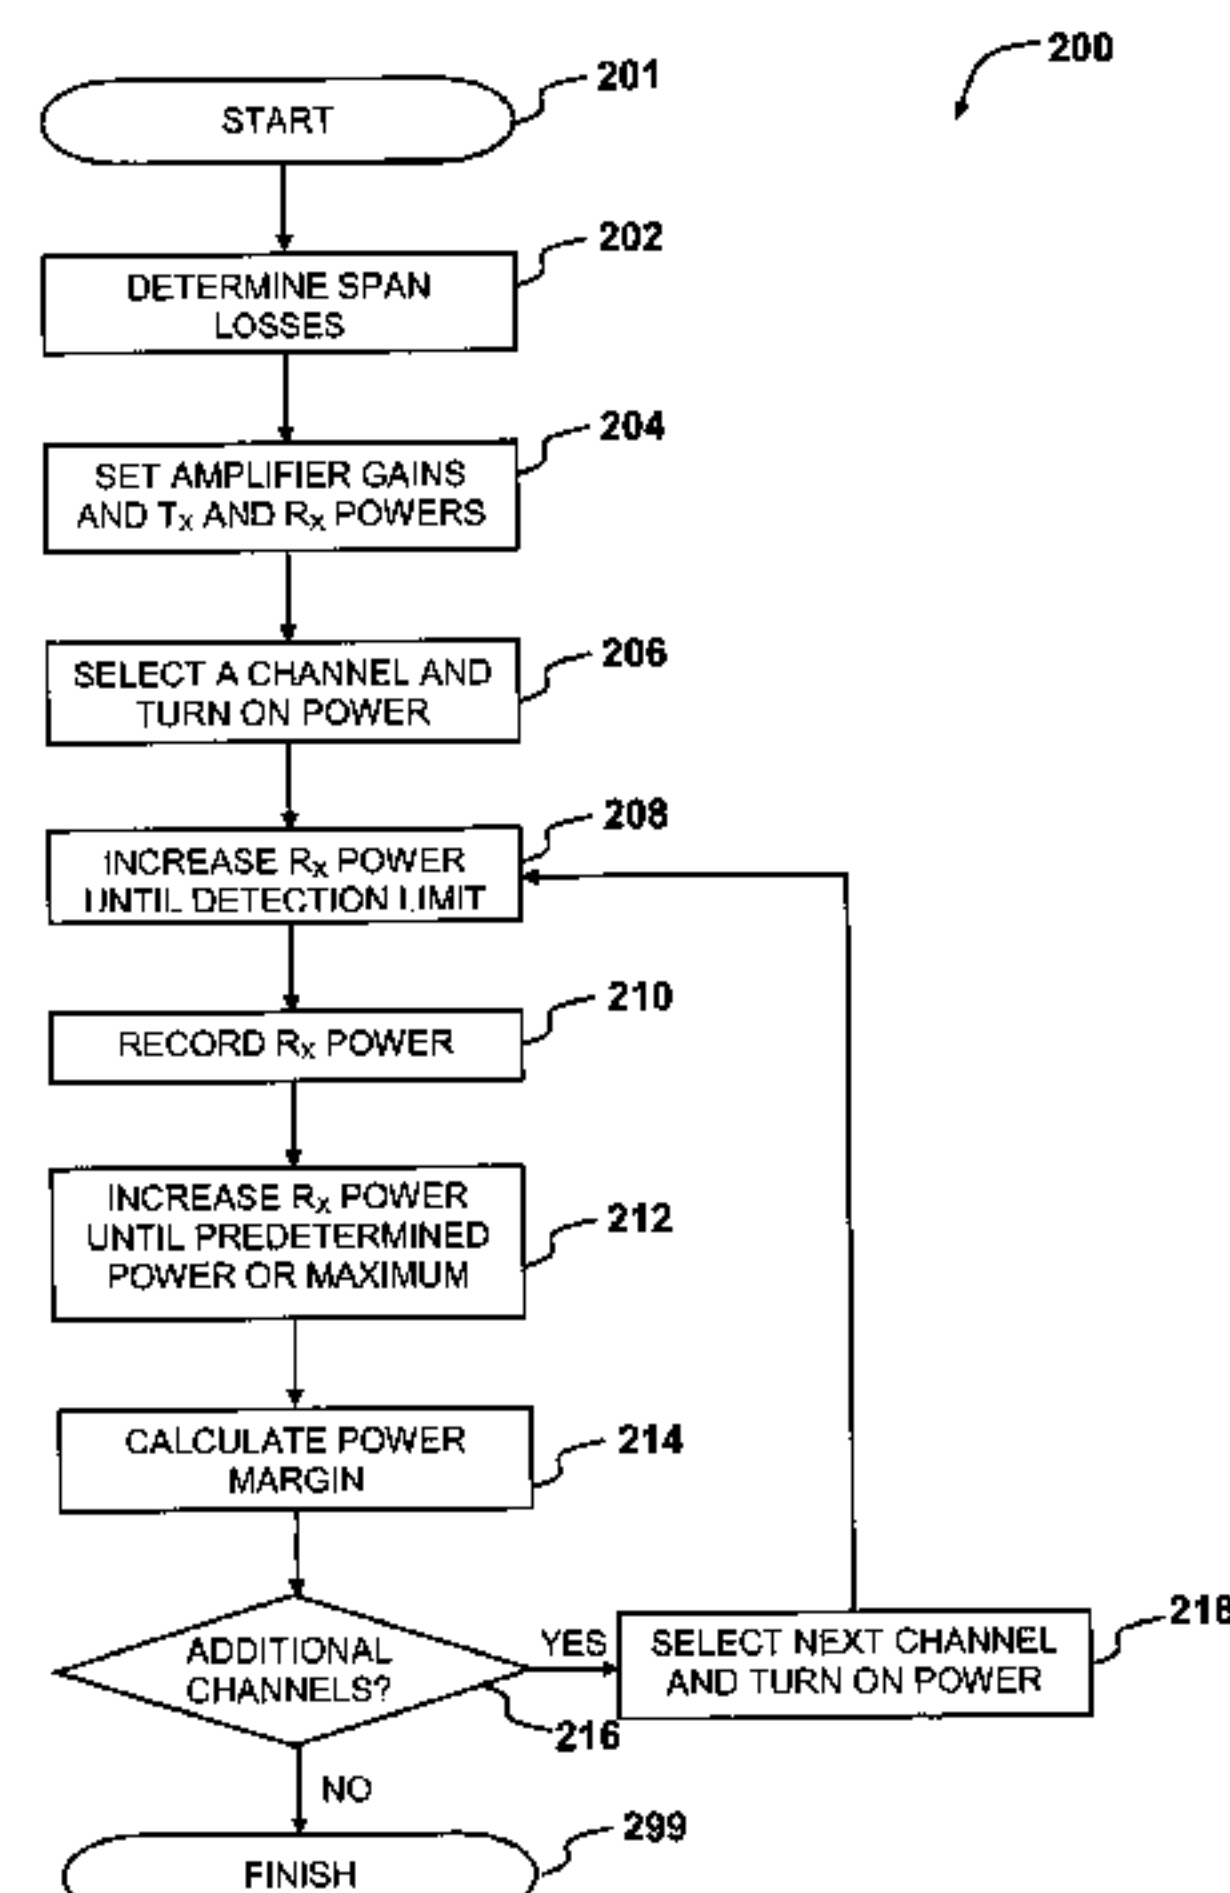 200
201
START
202
DETERMINE SPAN
LOSSES
204
SET AMPLIFIER GAINS
AND Tx AND Rx POWERS
206
SELECT A CHANNEL AND
TURN ON POWER
208
INCREASE Rx POWER
UNTIL DETECTION LIMIT
210
RECORD Rx POWER
212
INCREASE Rx POWER
UNTIL PREDETERMINED
POWER OR MAXIMUM
214
CALCULATE POWER
MARGIN
ADDITIONAL
CHANNELS?
216
YES
218
SELECT NEXT CHANNEL
AND TURN ON POWER
NO
299
FINISH